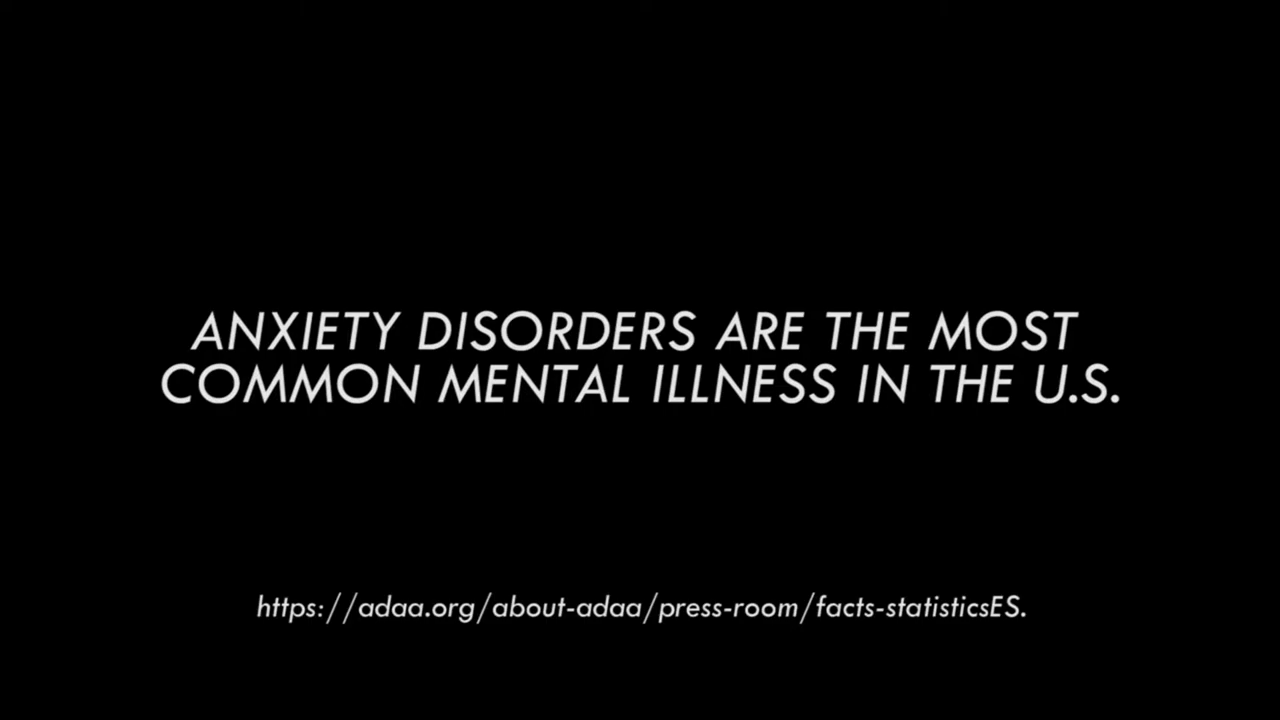 ANXIETY DISORDERS ARE THE MOST
COMMON MENTAL ILLNESS IN THE U.S.
https://adaa.org/about-adaa/press-room/facts-statisticsES.